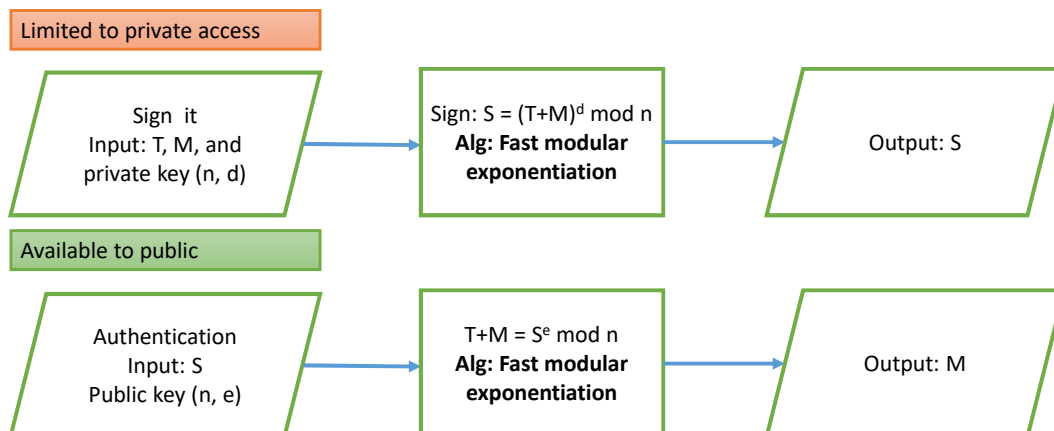 Limited to private access
Sign it
Input: T, M, and
private key (n, d)
Sign: S = (T+M)ᵈ mod n
Alg: Fast modular
exponentiation
Output: S
Available to public
Authentication
Input: S
Public key (n, e)
T+M = Sᵉ mod n
Alg: Fast modular
exponentiation
Output: M